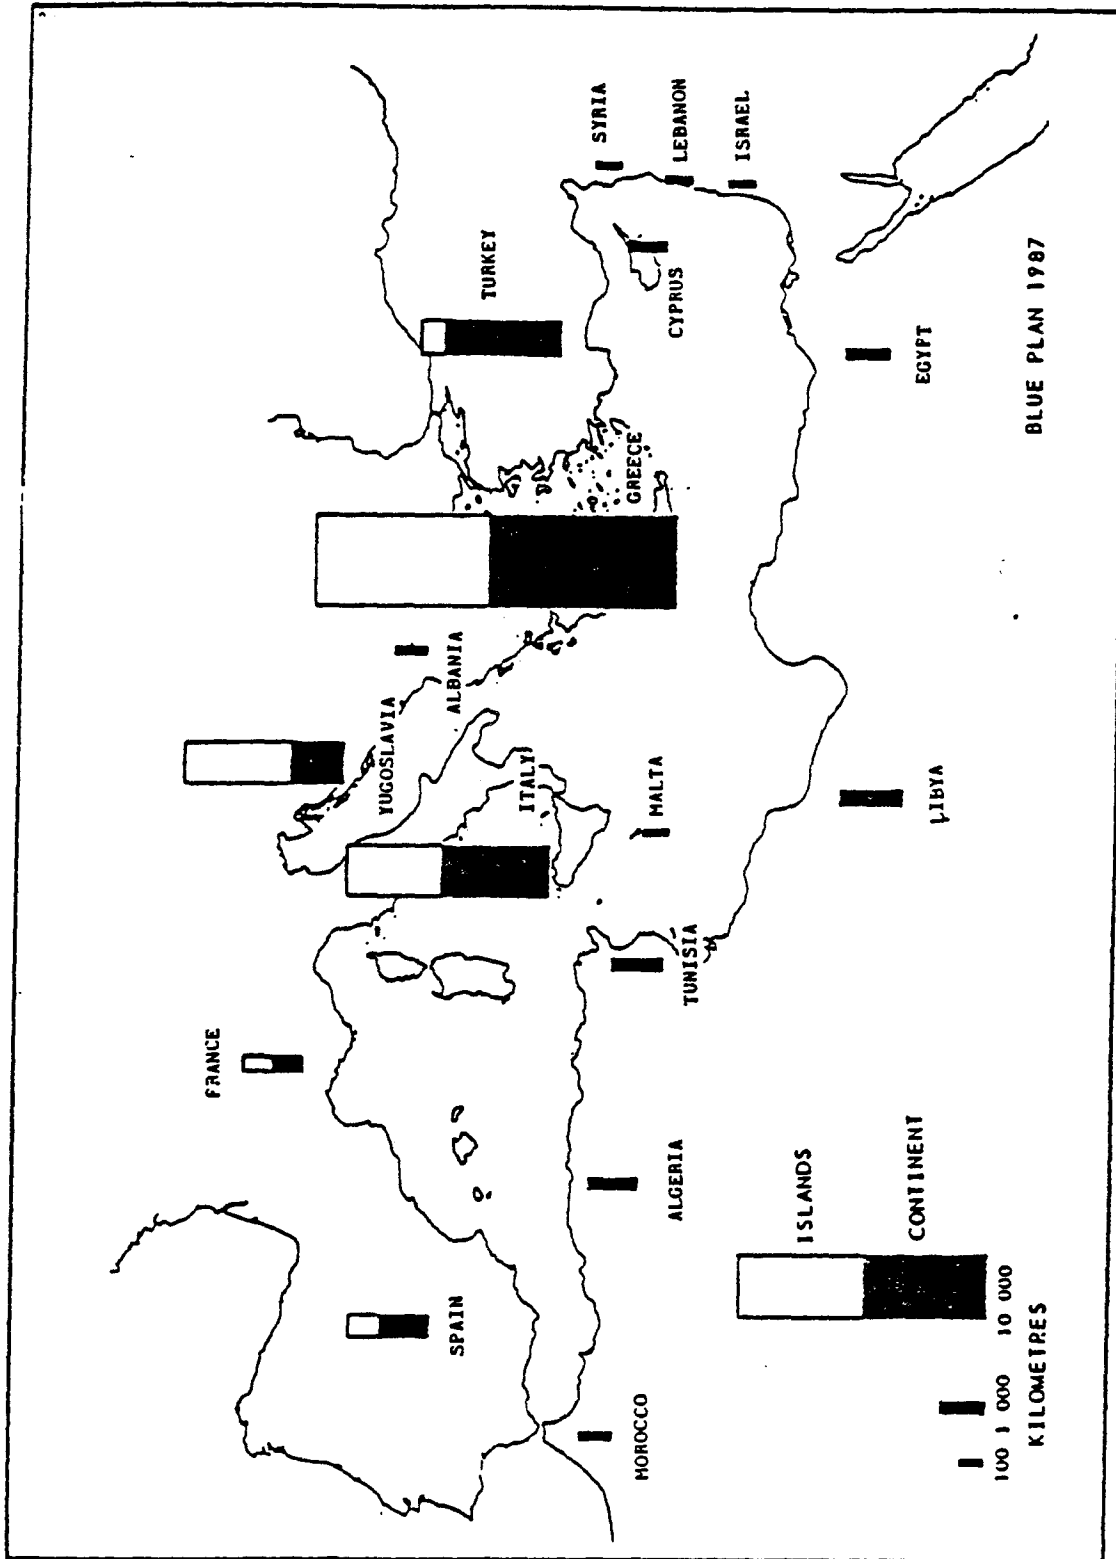 FRANCE
SPAIN
YUGOSLAVIA
ALBANIA
TURKEY
ITALY
GREECE
SYRIA
MALTA
CYPRUS
LEBANON
MOROCCO
ALGERIA
TUNISIA
ISRAEL
LIBYA
EGYPT
ISLANDS
CONTINENT
100 1 000 10 000
KILOMETRES
BLUE PLAN 1987